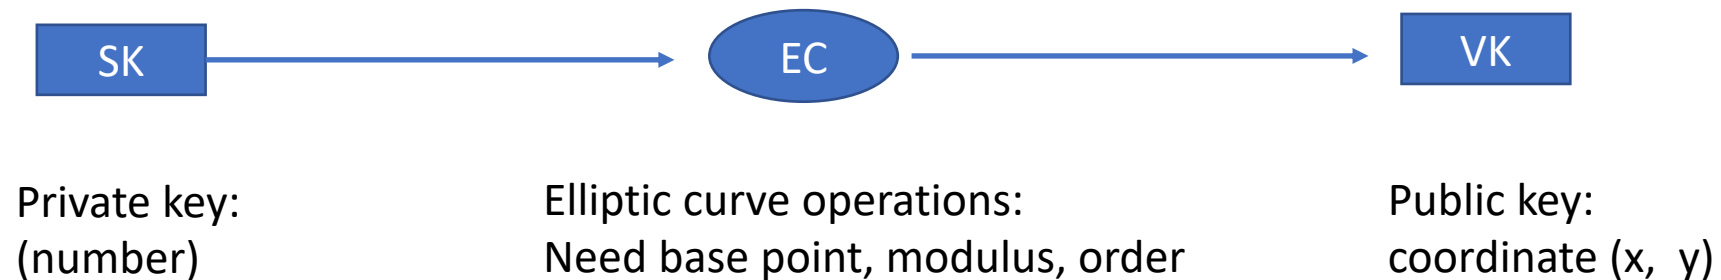 SK
EC
VK
Private key:
(number)
Elliptic curve operations:
Need base point, modulus, order
Public key:
coordinate (x, y)